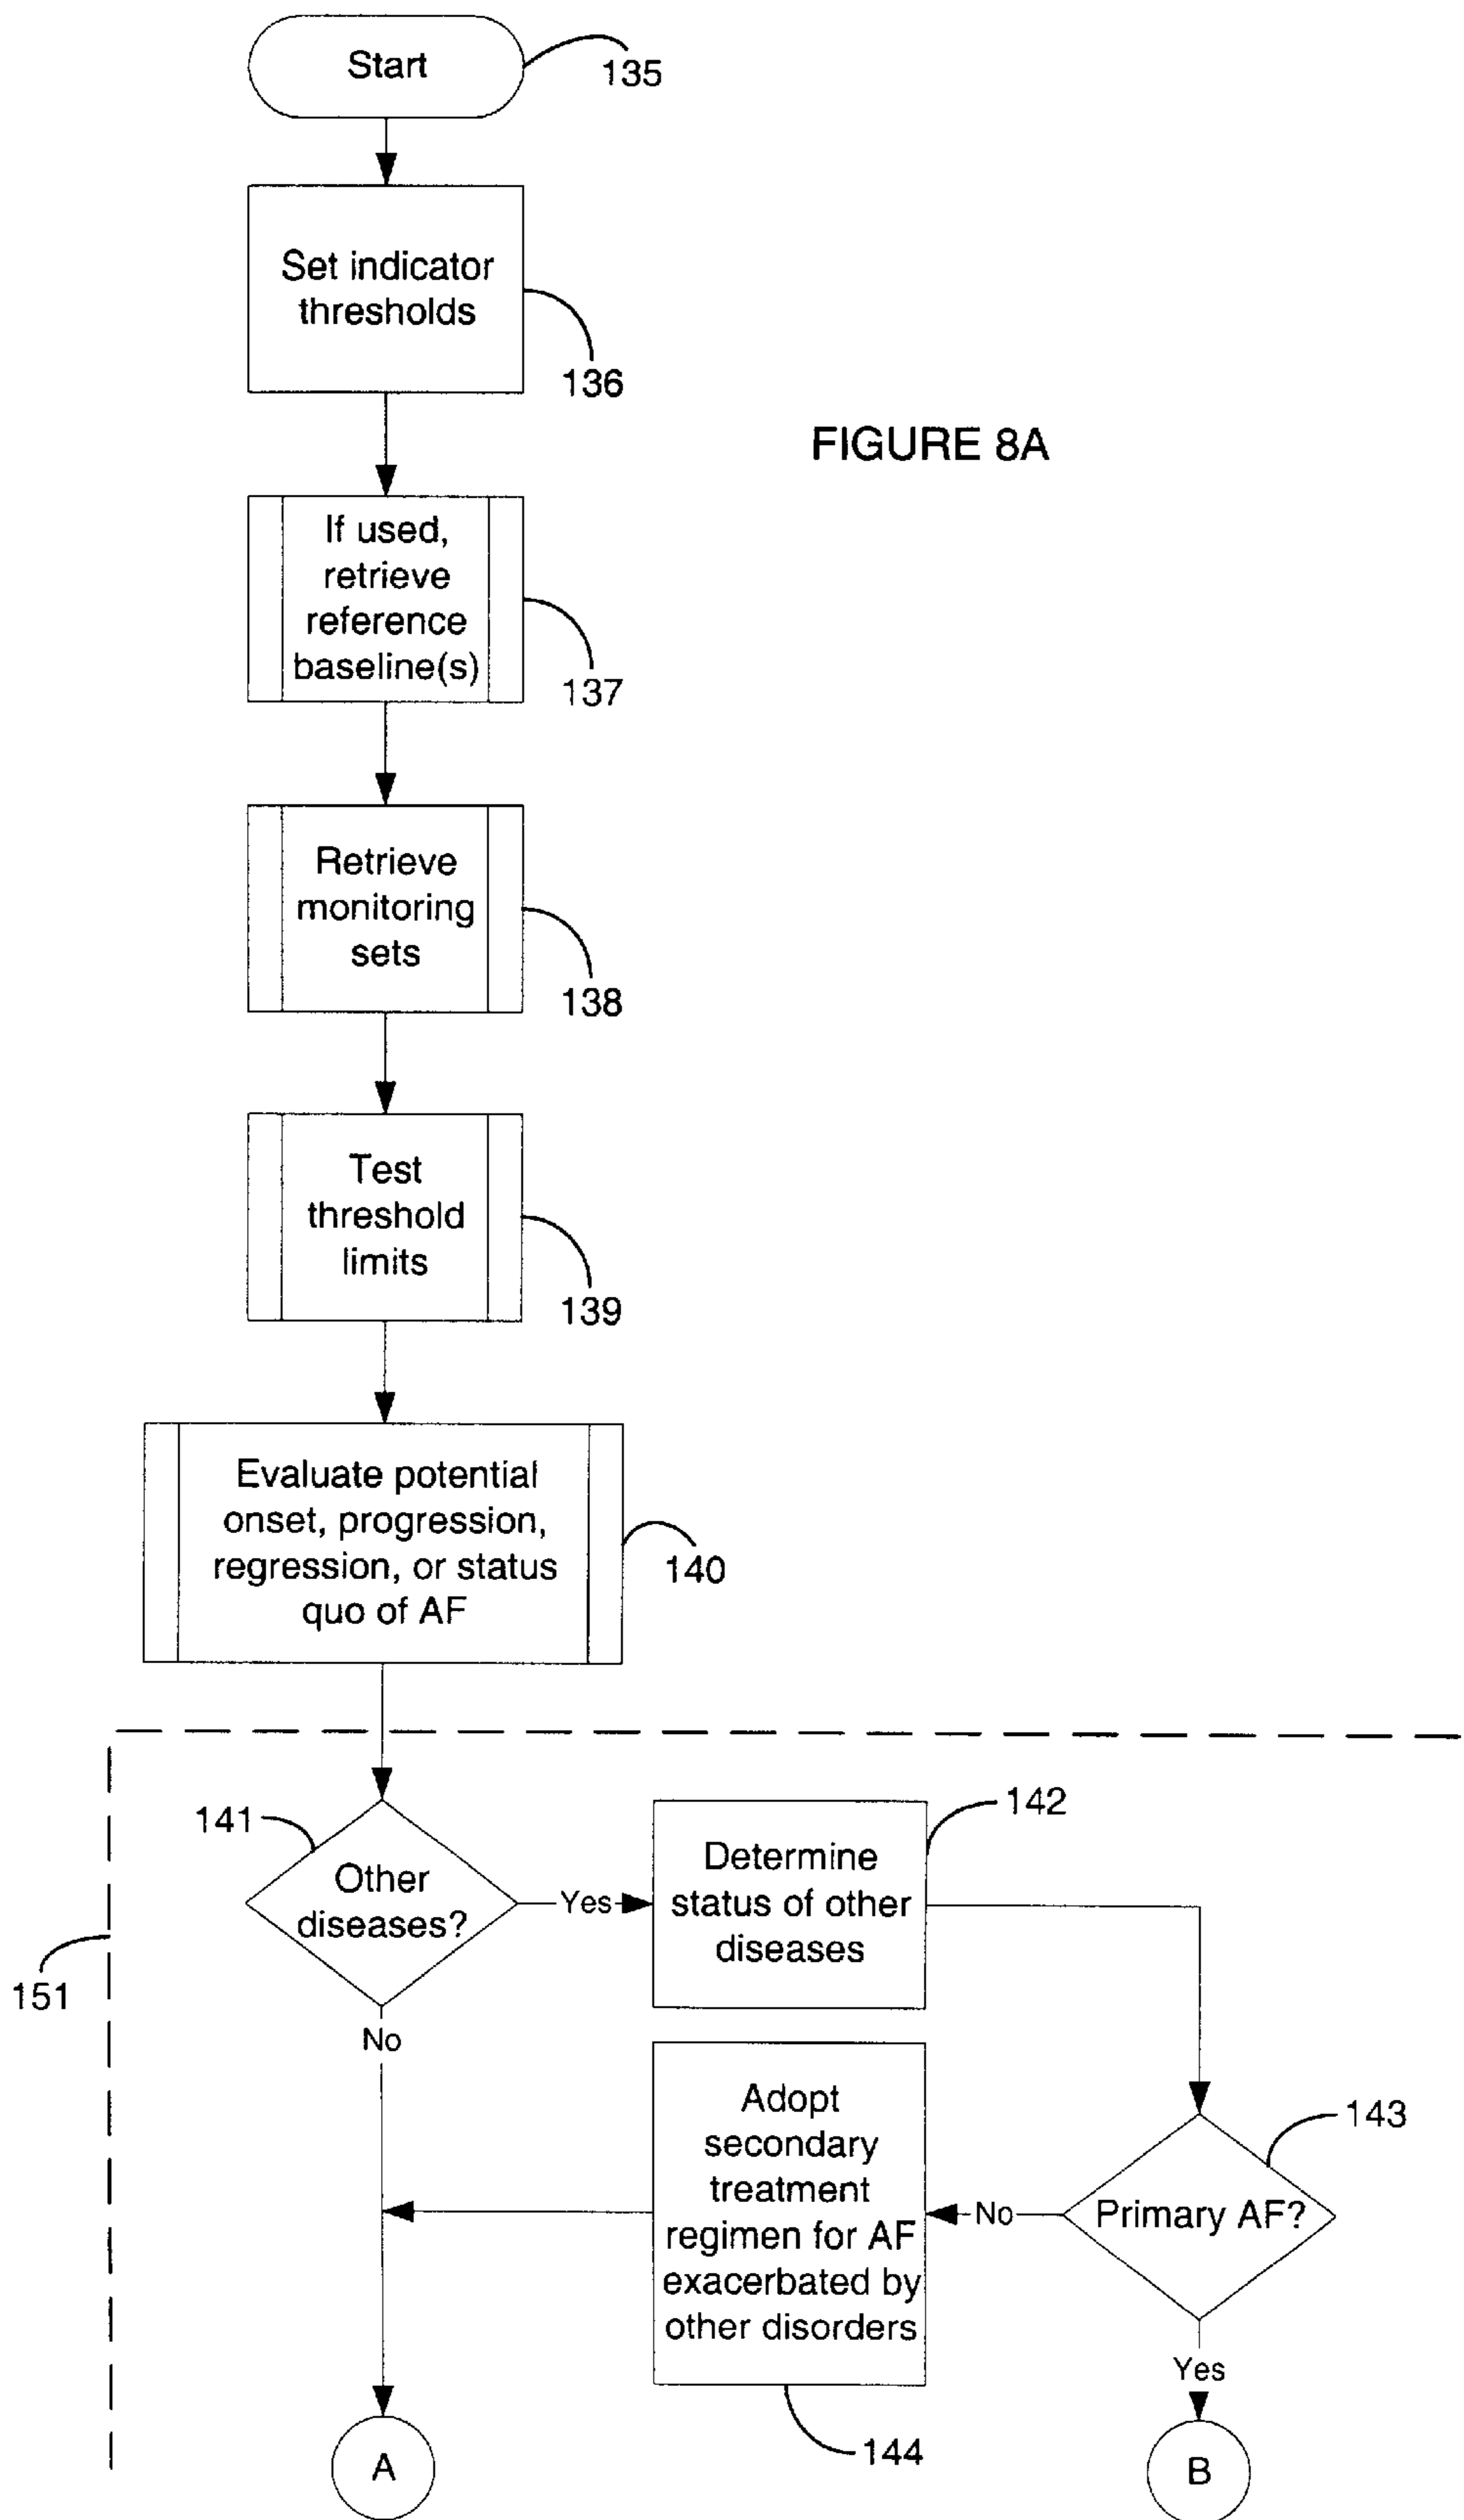 Start
135
Set indicator
thresholds
136
FIGURE 8A
If used,
retrieve
reference
baseline(s)
137
Retrieve
monitoring
sets
138
Test
threshold
limits
139
Evaluate potential
onset, progression,
regression, or status
quo of AF
140
141
Other
diseases?
Yes
Determine
status of other
diseases
142
151
No
Adopt
secondary
treatment
regimen for AF
exacerbated by
other disorders
144
No
Primary AF?
143
Yes
A
B